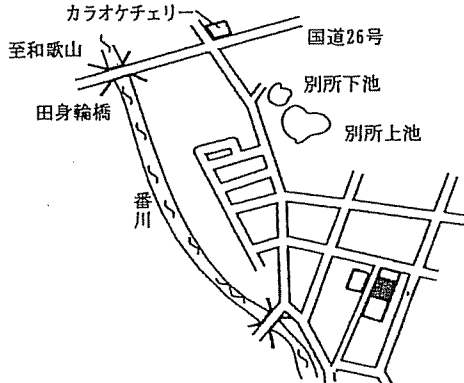 カラオケチェリー
至和歌山
国道26号
田身輪橋
別所下池
別所上池
番川